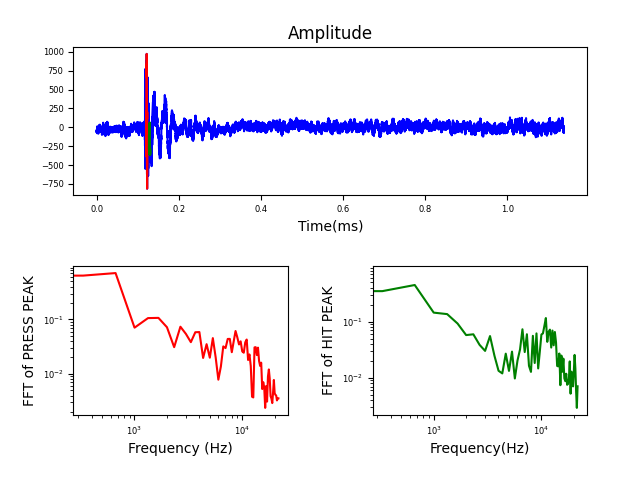 Amplitude
1000
750
500
250
0
−250
−500
−750
0.0 0.2 0.4 0.6 0.8 1.0
Time(ms)
FFT of PRESS PEAK
10⁻¹
10⁻²
10³ 10⁴
Frequency (Hz)
FFT of HIT PEAK
10⁻¹
10⁻²
10³ 10⁴
Frequency(Hz)